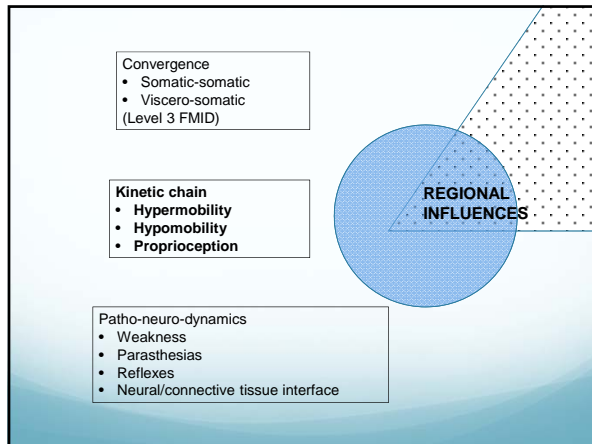 Convergence
• Somatic-somatic
• Viscero-somatic
(Level 3 FMID)
Kinetic chain
• Hypermobility
• Hypomobility
• Proprioception
REGIONAL
INFLUENCES
Patho-neuro-dynamics
• Weakness
• Parasthesias
• Reflexes
• Neural/connective tissue interface